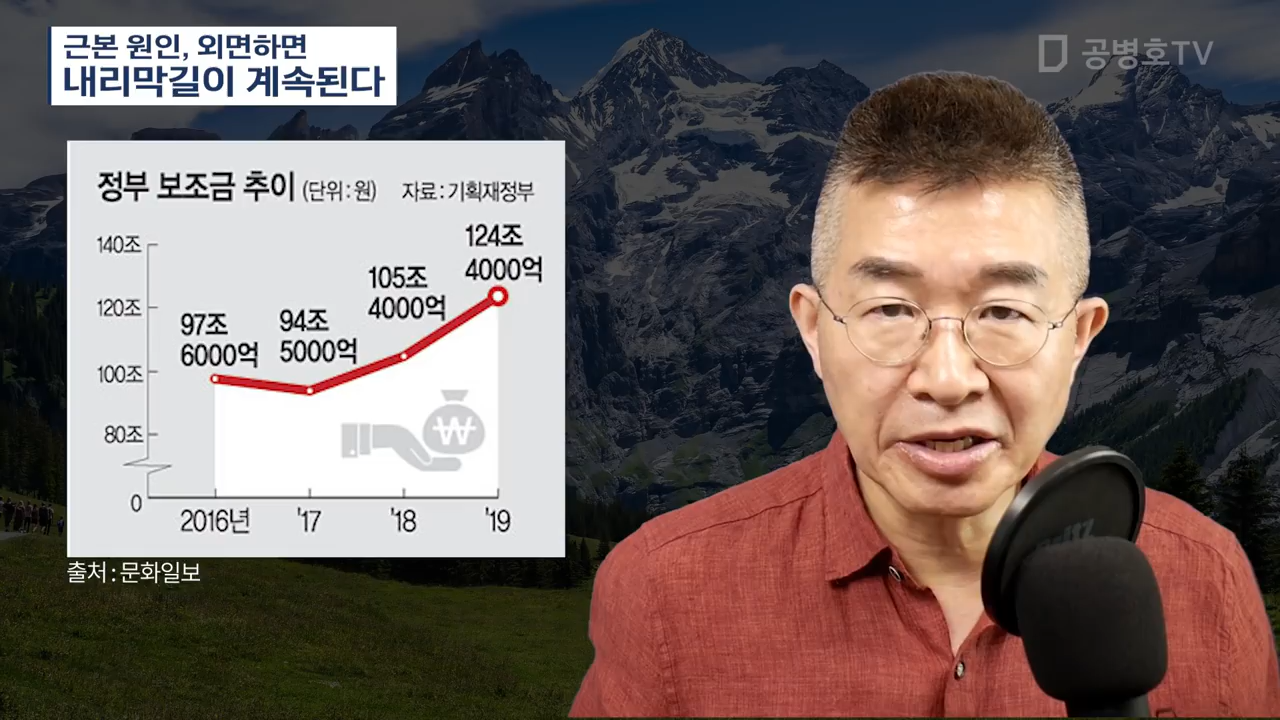 근본 원인, 외면하면
내리막길이 계속된다
공병호TV
정부 보조금 추이 (단위 : 원) 자료 : 기획재정부
140조
120조
100조
80조
0
97조
6000억
94조
5000억
105조
4000억
124조
4000억
₩
2016년 '17 '18 '19
출처 : 문화일보